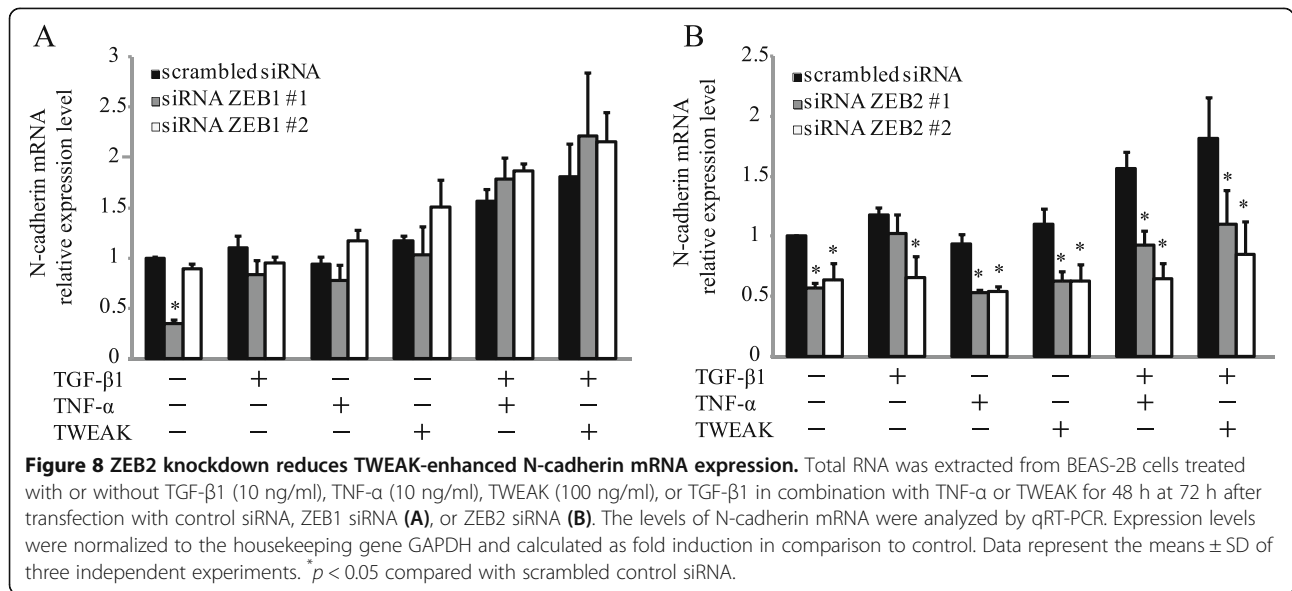 A
3
2.5
2
1.5
1
0.5
0
N-cadherin mRNA
relative expression level
scrambled siRNA
siRNA ZEB1 #1
siRNA ZEB1 #2
*
TGF-β1 − + − − + +
TNF-α − − + − + −
TWEAK − − − + − +
B
2.5
2
1.5
1
0.5
0
N-cadherin mRNA
relative expression level
scrambled siRNA
siRNA ZEB2 #1
siRNA ZEB2 #2
* * * * * * * * * * *
TGF-β1 − + − − + +
TNF-α − − + − + −
TWEAK − − − + − +
Figure 8 ZEB2 knockdown reduces TWEAK-enhanced N-cadherin mRNA expression. Total RNA was extracted from BEAS-2B cells treated
with or without TGF-β1 (10 ng/ml), TNF-α (10 ng/ml), TWEAK (100 ng/ml), or TGF-β1 in combination with TNF-α or TWEAK for 48 h at 72 h after
transfection with control siRNA, ZEB1 siRNA (A), or ZEB2 siRNA (B). The levels of N-cadherin mRNA were analyzed by qRT-PCR. Expression levels
were normalized to the housekeeping gene GAPDH and calculated as fold induction in comparison to control. Data represent the means ± SD of
three independent experiments. *p < 0.05 compared with scrambled control siRNA.